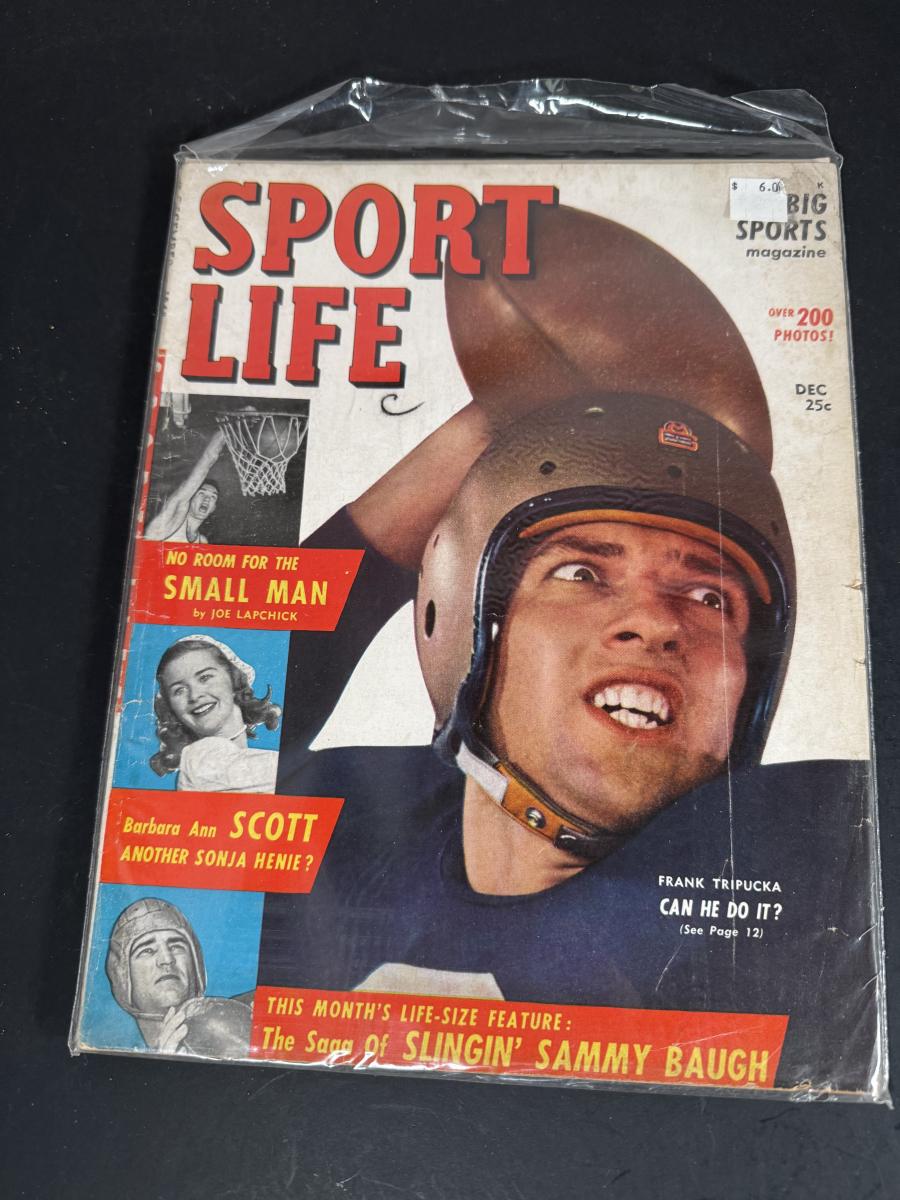 SPORT
LIFE
$ 6.0
K
BIG
SPORTS
magazine
OVER 200
PHOTOS!
DEC
25c
NO ROOM FOR THE
SMALL MAN
by JOE LAPCHICK
Barbara Ann SCOTT
ANOTHER SONJA HENIE?
FRANK TRIPUCKA
CAN HE DO IT?
(See Page 12)
THIS MONTH'S LIFE-SIZE FEATURE:
The Saga Of SLINGIN' SAMMY BAUGH